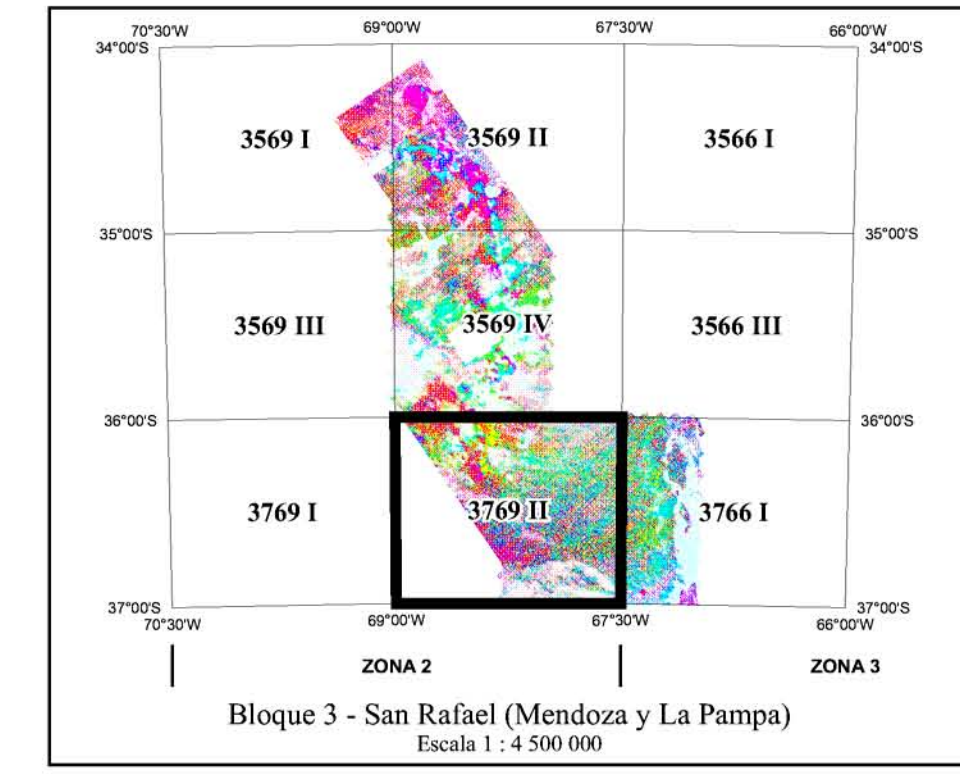 70°30'W 69°00'W 67°30'W 66°00'W
34°00'S 34°00'S
3569 I 3569 II 3566 I
35°00'S 35°00'S
3569 III 3569 IV 3566 III
36°00'S 36°00'S
3769 I 3769 II 3766 I
37°00'S 37°00'S
70°30'W 69°00'W 67°30'W 66°00'W
ZONA 2 ZONA 3
Bloque 3 - San Rafael (Mendoza y La Pampa)
Escala 1 : 4 500 000